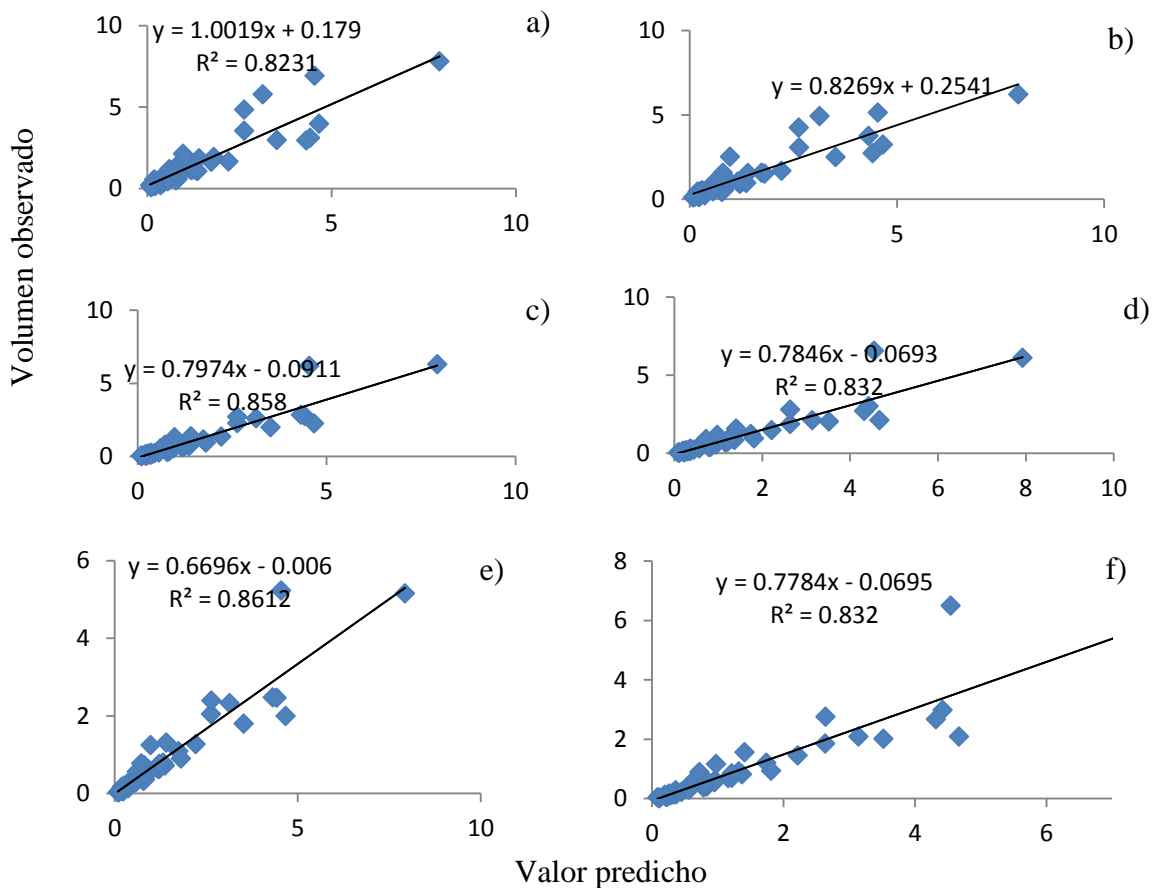 Volumen observado
a)
y = 1.0019x + 0.179
R² = 0.8231
10
5
0
0 5 10
b)
y = 0.8269x + 0.2541
10
5
0
0 5 10
c)
y = 0.7974x - 0.0911
R² = 0.858
10
5
0
0 5 10
d)
y = 0.7846x - 0.0693
R² = 0.832
10
5
0
0 2 4 6 8 10
e)
y = 0.6696x - 0.006
R² = 0.8612
6
4
2
0
0 5 10
f)
y = 0.7784x - 0.0695
R² = 0.832
8
6
4
2
0
0 2 4 6
Valor predicho